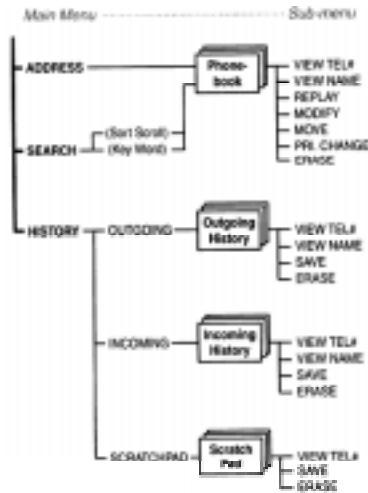 Main Menu Sub-menu
ADDRESS
Phone-
book
VIEW TEL#
VIEW NAME
REPLAY
MODIFY
MOVE
PRI. CHANGE
ERASE
SEARCH
(Sort Scroll)
(Key Word)
HISTORY
OUTGOING
Outgoing
History
VIEW TEL#
VIEW NAME
SAVE
ERASE
INCOMING
Incoming
History
VIEW TEL#
VIEW NAME
SAVE
ERASE
SCRATCHPAD
Scratch
Pad
VIEW TEL#
SAVE
ERASE